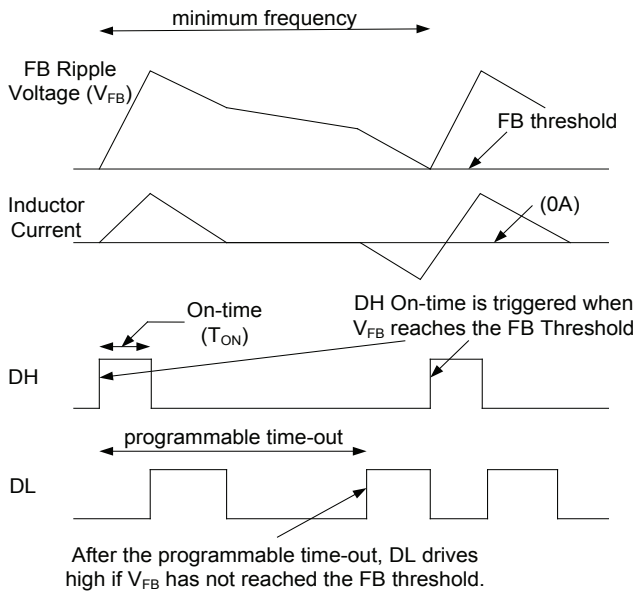 minimum frequency
FB Ripple
Voltage (VFB)
FB threshold
Inductor
Current
(0A)
On-time
(TON)
DH On-time is triggered when
VFB reaches the FB Threshold
DH
programmable time-out
DL
After the programmable time-out, DL drives
high if VFB has not reached the FB threshold.